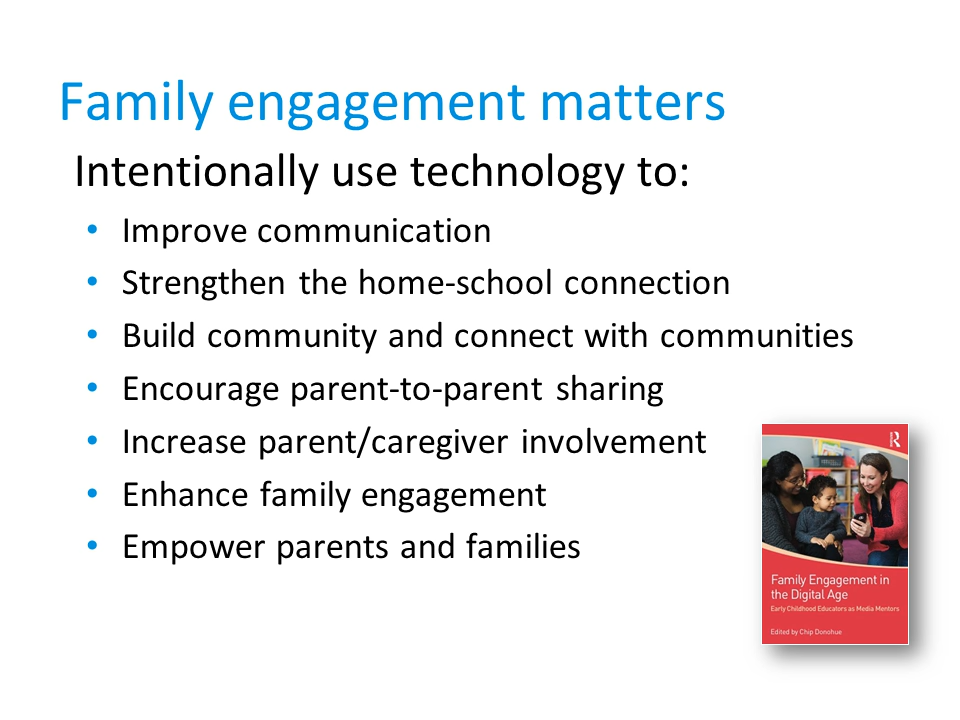 Family engagement matters
Intentionally use technology to:
• Improve communication
• Strengthen the home-school connection
• Build community and connect with communities
• Encourage parent-to-parent sharing
• Increase parent/caregiver involvement
• Enhance family engagement
• Empower parents and families
R
Family Engagement in
the Digital Age
Early Childhood Educators as Media Mentors
Edited by Chip Donohue